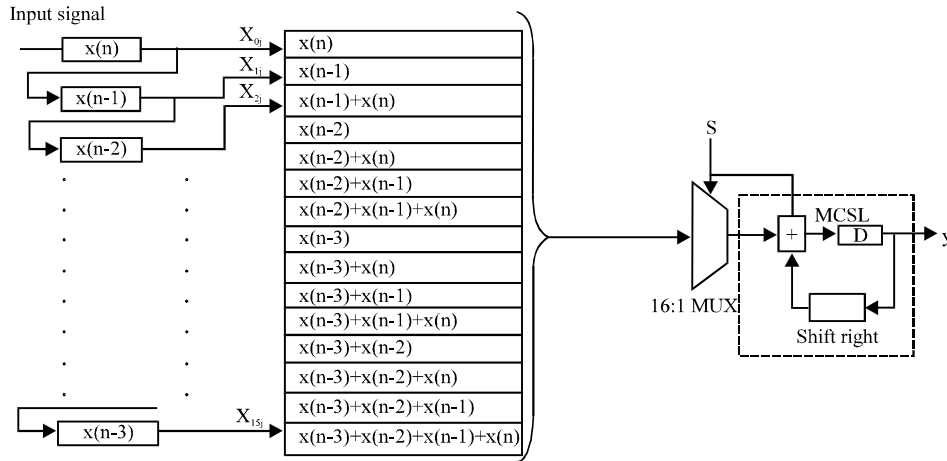 Input signal
x(n)
x(n-1)
x(n-2)
x(n-3)
X0j
X1j
X2j
X15j
x(n)
x(n-1)
x(n-1)+x(n)
x(n-2)
x(n-2)+x(n)
x(n-2)+x(n-1)
x(n-2)+x(n-1)+x(n)
x(n-3)
x(n-3)+x(n)
x(n-3)+x(n-1)
x(n-3)+x(n-1)+x(n)
x(n-3)+x(n-2)
x(n-3)+x(n-2)+x(n)
x(n-3)+x(n-2)+x(n-1)
x(n-3)+x(n-2)+x(n-1)+x(n)
S
16:1 MUX
MCSL
+
D
y
Shift right